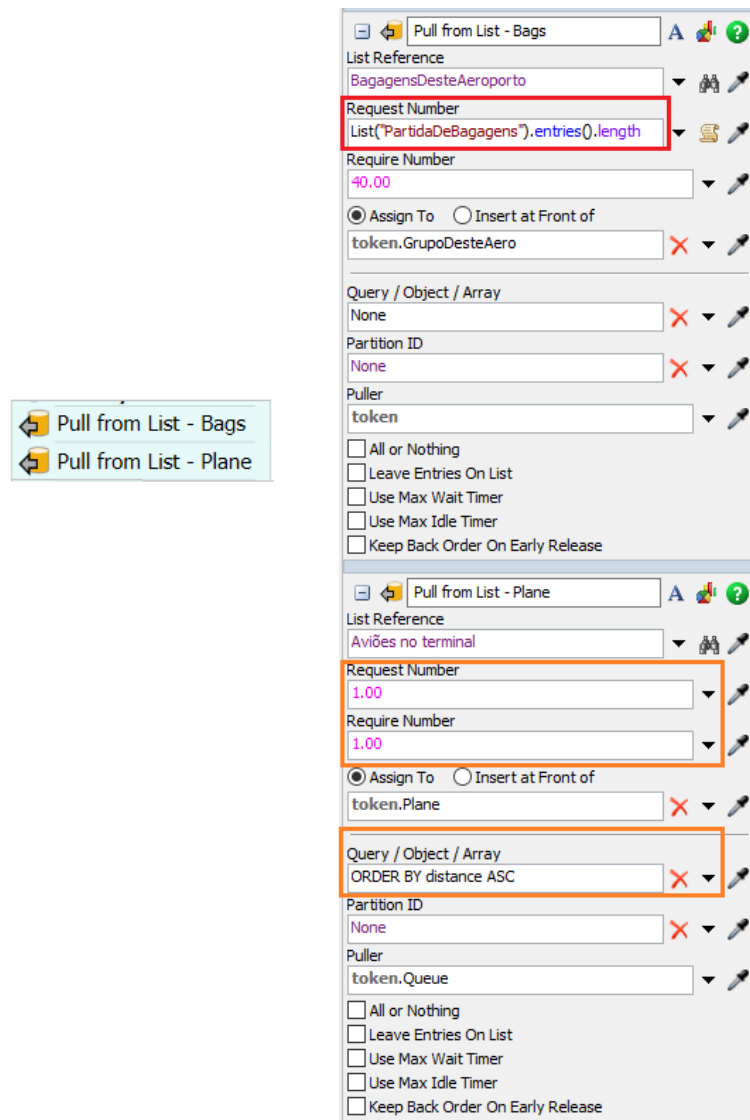 Pull from List - Bags
Pull from List - Plane
Pull from List - Bags
A
?
List Reference
BagagensDesteAeroporto
Request Number
List("PartidaDeBagagens").entries().length
Require Number
40.00
Assign To Insert at Front of
token.GrupoDesteAero
Query / Object / Array
None
Partition ID
None
Puller
token
All or Nothing
Leave Entries On List
Use Max Wait Timer
Use Max Idle Timer
Keep Back Order On Early Release
Pull from List - Plane
A
?
List Reference
Aviões no terminal
Request Number
1.00
Require Number
1.00
Assign To Insert at Front of
token.Plane
Query / Object / Array
ORDER BY distance ASC
Partition ID
None
Puller
token.Queue
All or Nothing
Leave Entries On List
Use Max Wait Timer
Use Max Idle Timer
Keep Back Order On Early Release